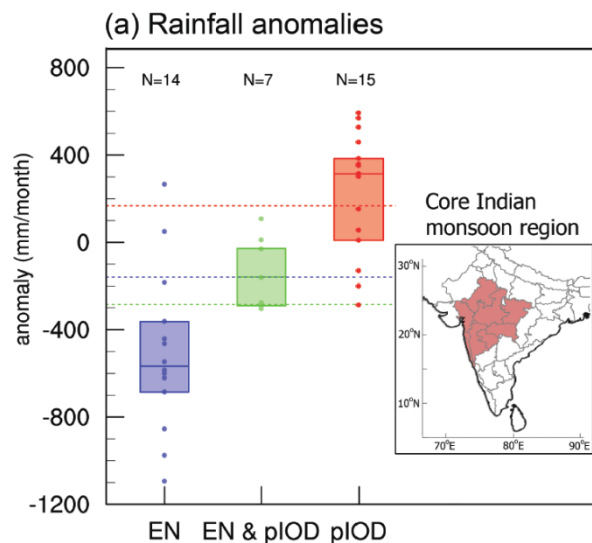 (a) Rainfall anomalies
800
400
0
-400
-800
-1200
anomaly (mm/month)
N=14 N=7 N=15
EN EN & pIOD pIOD
Core Indian
monsoon region
30°N
20°N
10°N
70°E 80°E 90°E